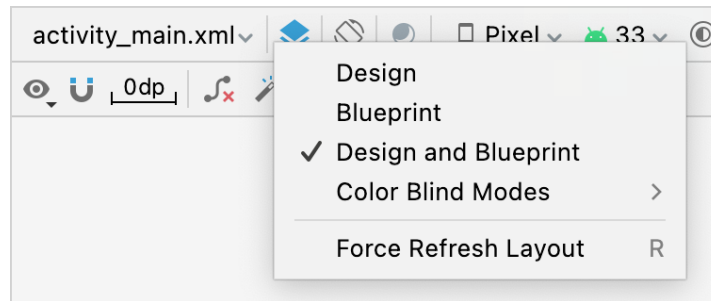 activity_main.xml Pixel 33
0dp
Design
Blueprint
Design and Blueprint
Color Blind Modes
Force Refresh Layout R